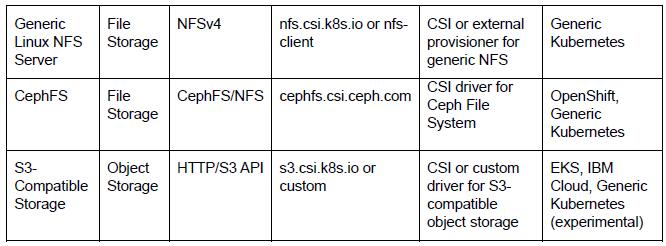 Generic
Linux NFS
Server
File
Storage
NFSv4
nfs.csi.k8s.io or nfs-
client
CSI or external
provisioner for
generic NFS
Generic
Kubernetes
CephFS
File
Storage
CephFS/NFS
cephfs.csi.ceph.com
CSI driver for
Ceph File
System
OpenShift,
Generic
Kubernetes
S3-
Compatible
Storage
Object
Storage
HTTP/S3 API
s3.csi.k8s.io or
custom
CSI or custom
driver for S3-
compatible
object storage
EKS, IBM
Cloud, Generic
Kubernetes
(experimental)